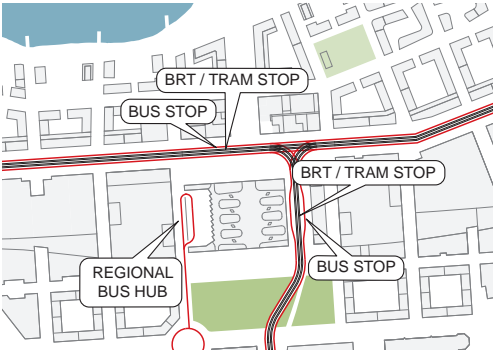 BRT / TRAM STOP
BUS STOP
BRT / TRAM STOP
BUS STOP
REGIONAL
BUS HUB